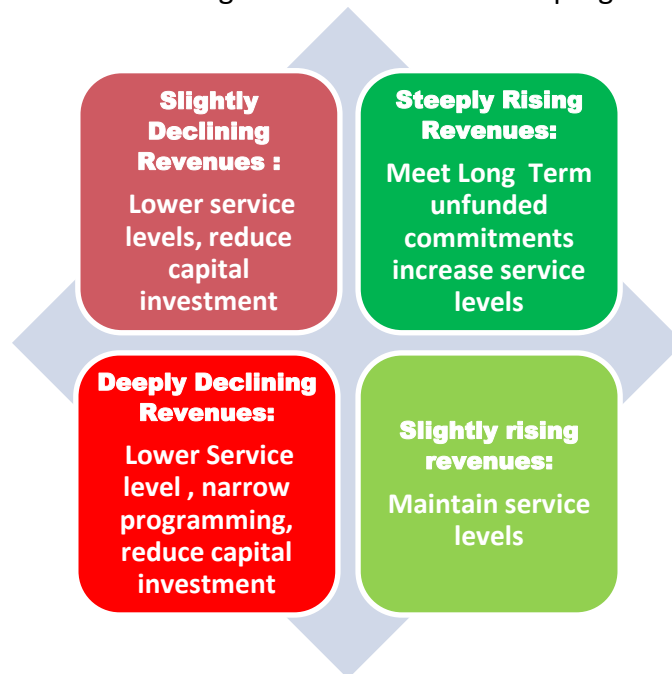 Slightly
Declining
Revenues :
Lower service
levels, reduce
capital
investment
Steeply Rising
Revenues:
Meet Long Term
unfunded
commitments
increase service
levels
Deeply Declining
Revenues:
Lower Service
level , narrow
programming,
reduce capital
investment
Slightly rising
revenues:
Maintain service
levels